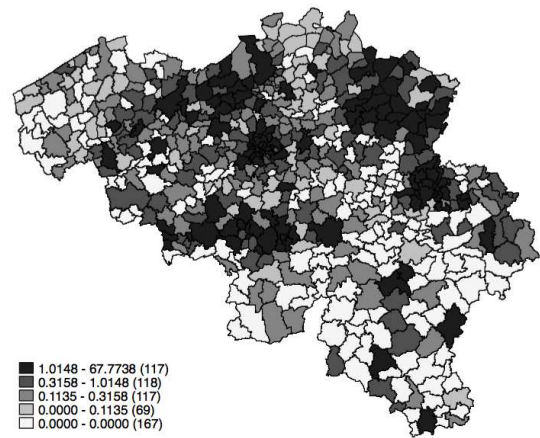 1.0148 - 67.7738 (117)
0.3158 - 1.0148 (118)
0.1135 - 0.3158 (117)
0.0000 - 0.1135 (69)
0.0000 - 0.0000 (167)